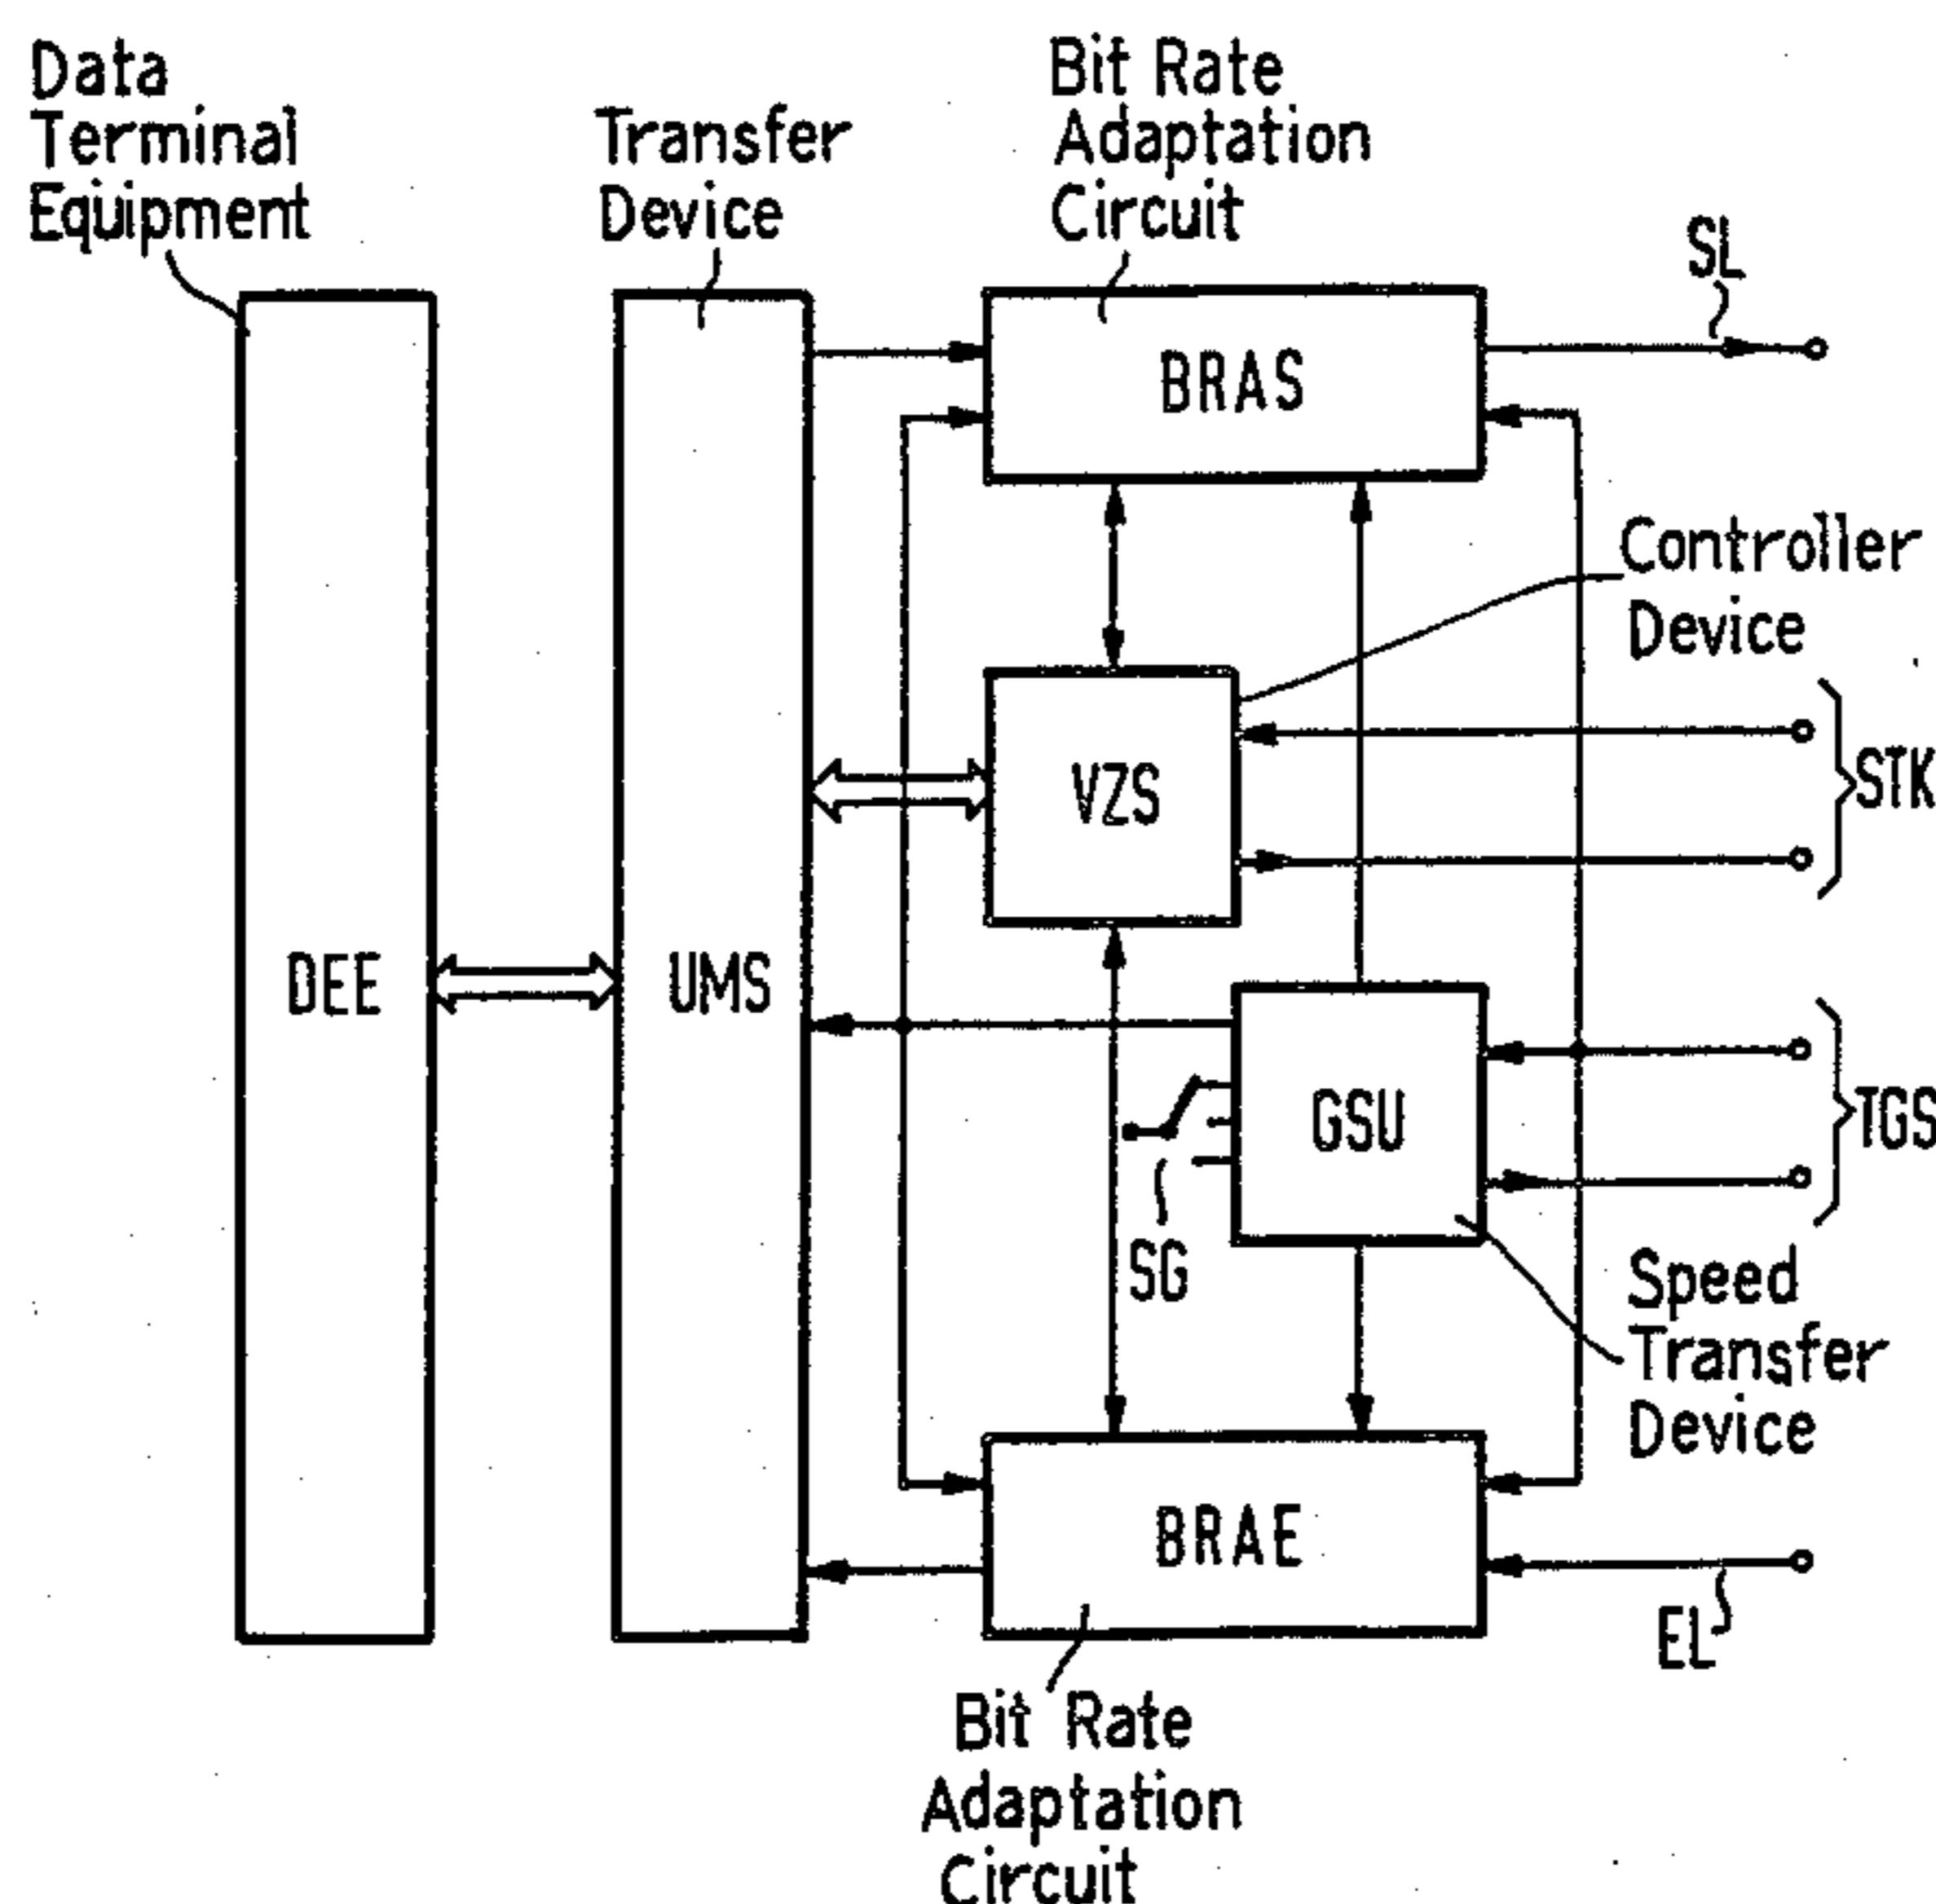 Data
Terminal
Equipment
Transfer
Device
Bit Rate
Adaptation
Circuit
SL
BRAS
Controller
Device
VZS
STK
DEE
UMS
GSU
TGS
SG
Speed
Transfer
Device
BRAE
EL
Bit Rate
Adaptation
Circuit